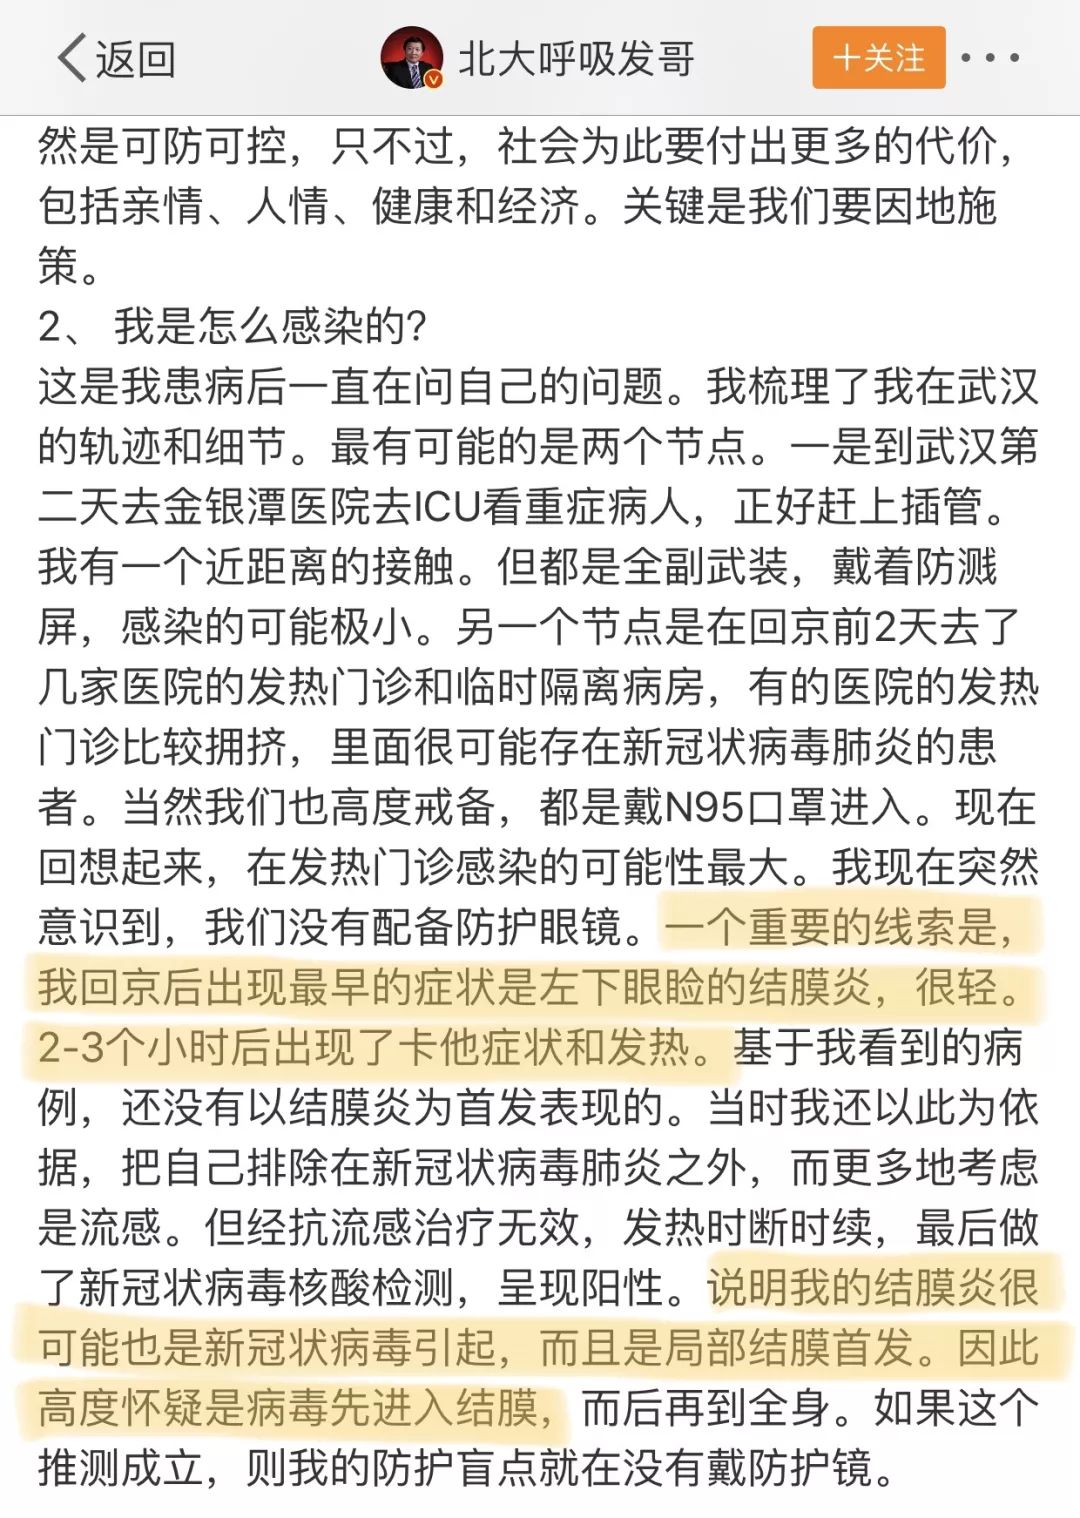 返回
北大呼吸发哥
十关注
然是可防可控，只不过，社会为此要付出更多的代价，
包括亲情、人情、健康和经济。关键是我们要因地施
策。
2、 我是怎么感染的?
这是我患病后一直在问自己的问题。我梳理了我在武汉
的轨迹和细节。最有可能的是两个节点。一是到武汉第
二天去金银潭医院去ICU看重症病人，正好赶上插管。
我有一个近距离的接触。但都是全副武装，戴着防溅
屏，感染的可能极小。另一个节点是在回京前2天去了
几家医院的发热门诊和临时隔离病房，有的医院的发热
门诊比较拥挤，里面很可能存在新冠状病毒肺炎的患
者。当然我们也高度戒备，都是戴N95口罩进入。现在
回想起来，在发热门诊感染的可能性最大。我现在突然
意识到，我们没有配备防护眼镜。一个重要的线索是，
我回京后出现最早的症状是左下眼睑的结膜炎，很轻。
2-3个小时后出现了卡他症状和发热。基于我看到的病
例，还没有以结膜炎为首发表现的。当时我还以此为依
据，把自己排除在新冠状病毒肺炎之外，而更多地考虑
是流感。但经抗流感治疗无效，发热时断时续，最后做
了新冠状病毒核酸检测，呈现阳性。说明我的结膜炎很
可能也是新冠状病毒引起，而且是局部结膜首发。因此
高度怀疑是病毒先进入结膜，而后再到全身。如果这个
推测成立，则我的防护盲点就在没有戴防护镜。